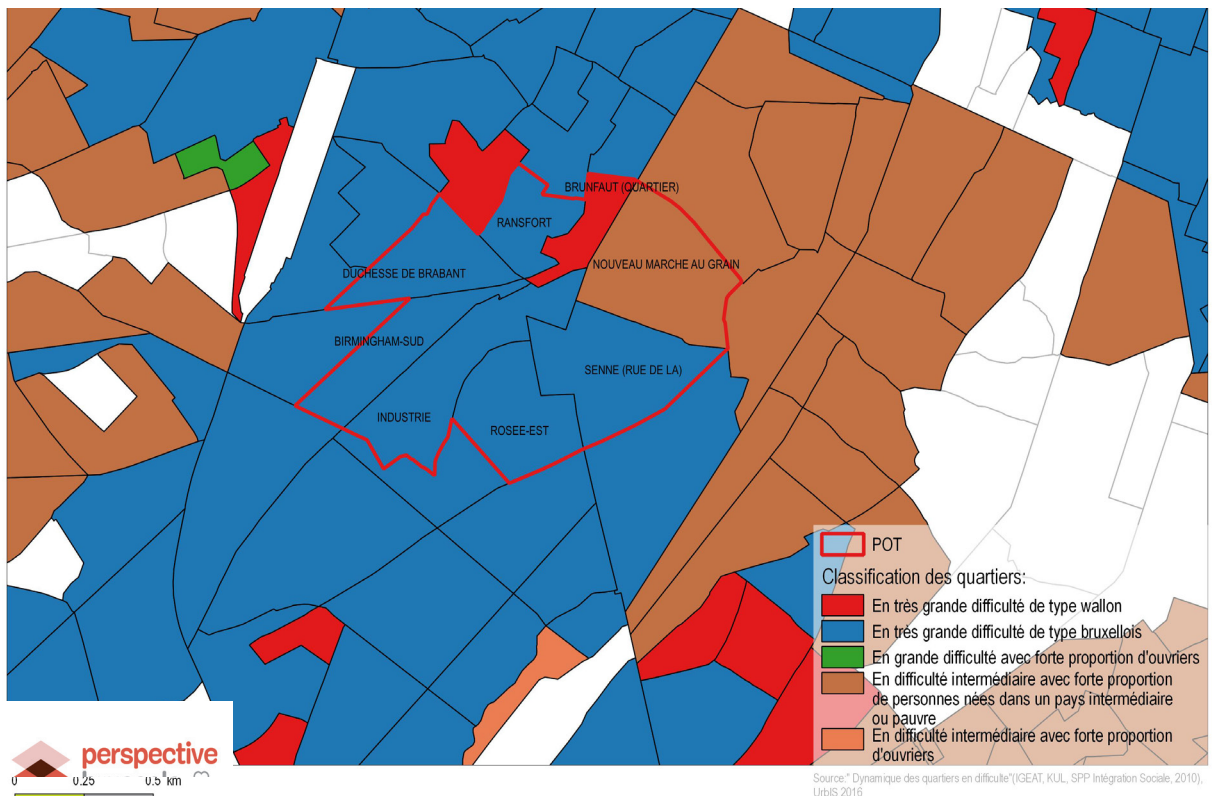 BRUNFAUT (QUARTIER)
RANSFORT
NOUVEAU MARCHE AU GRAIN
DUCHESSE DE BRABANT
BIRMINGHAM-SUD
SENNE (RUE DE LA)
INDUSTRIE
ROSEE-EST
POT
Classification des quartiers:
En très grande difficulté de type wallon
En très grande difficulté de type bruxellois
En grande difficulté avec forte proportion d'ouvriers
En difficulté intermédiaire avec forte proportion
de personnes nées dans un pays intermédiaire
ou pauvre
En difficulté intermédiaire avec forte proportion
d'ouvriers
perspective
0 0.25 0.5 km
Source:" Dynamique des quartiers en difficulte"(IGEAT, KUL, SPP Intégration Sociale, 2010),
UrbIS 2016